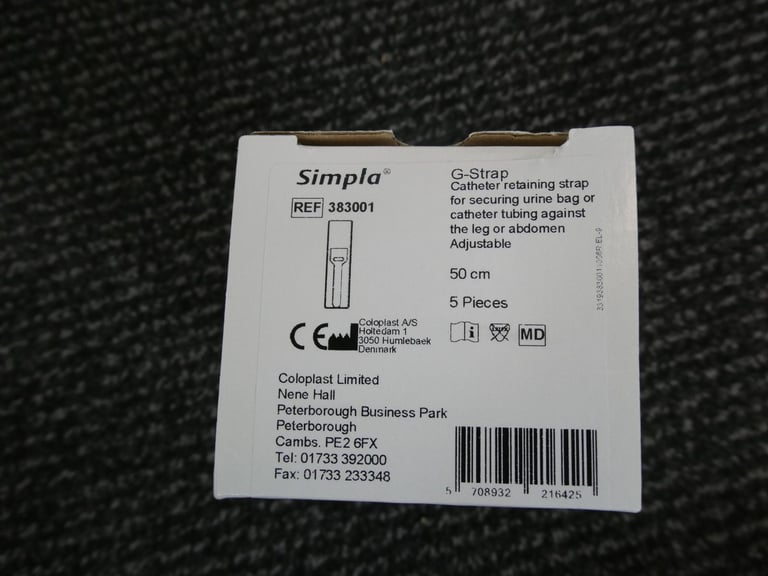 Simpla®
REF 383001
G-Strap
Catheter retaining strap
for securing urine bag or
catheter tubing against
the leg or abdomen
Adjustable
50 cm
5 Pieces
CE
Coloplast A/S
Holtedam 1
3050 Humlebaek
Denmark
MD
Coloplast Limited
Nene Hall
Peterborough Business Park
Peterborough
Cambs. PE2 6FX
Tel: 01733 392000
Fax: 01733 233348
5 708932 216425